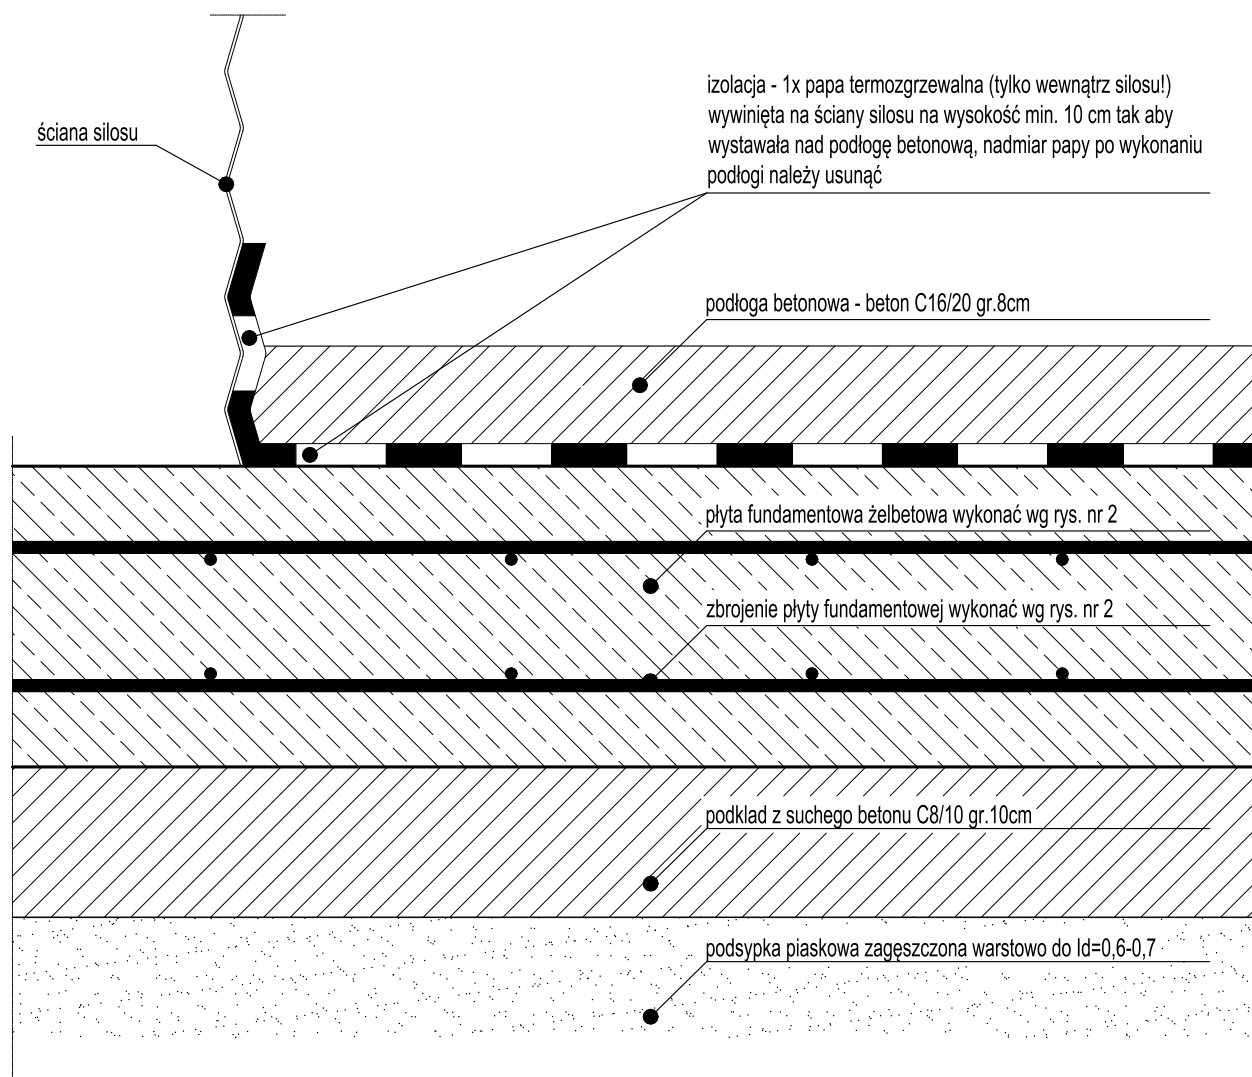 izolacja - 1x papa termozgrzewalna (tylko wewnątrz silosu!)
wywinięta na ściany silosu na wysokość min. 10 cm tak aby
wystawała nad podłogę betonową, nadmiar papy po wykonaniu
podłogi należy usunąć
ściana silosu
podłoga betonowa - beton C16/20 gr.8cm
płyta fundamentowa żelbetowa wykonać wg rys. nr 2
zbrojenie płyty fundamentowej wykonać wg rys. nr 2
podklad z suchego betonu C8/10 gr.10cm
podsypka piaskowa zagęszczona warstowo do Id=0,6-0,7